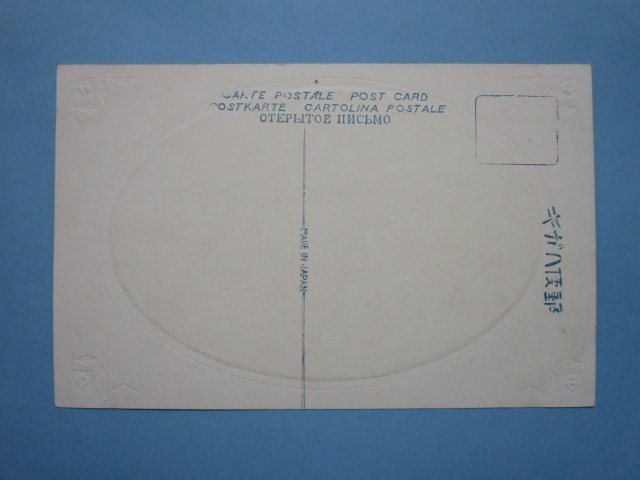 CARTE POSTALE POST CARD
POSTKARTE CARTOLINA POSTALE
ОТКРЫТОЕ ПИСЬМО
MADE IN JAPAN
郵便ハガキ